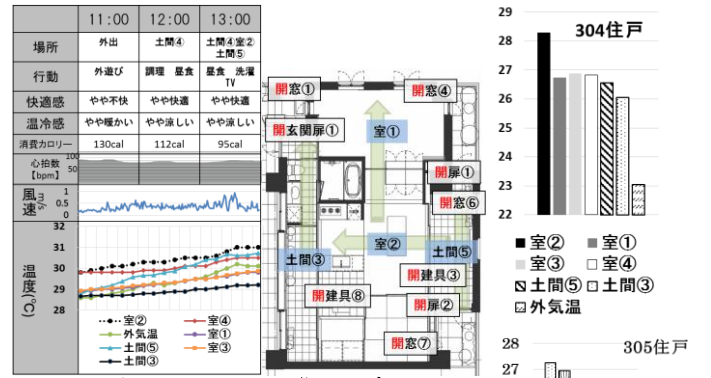 11:00 12:00 13:00
場所 外出 土間④ 土間④室②
土間⑤
行動 外遊び 調理 昼食 昼食 洗濯
TV
快適感 やや不快 やや快適 やや快適
温冷感 やや暖かい やや涼しい やや涼しい
消費カロリー 130cal 112cal 95cal
心拍数
【bpm】
100
50
風速 m/s
1
0.5
0
温度(℃)
32
31
30
29
28
室② 室④
外気温 室①
土間⑤ 室③
土間③
開窓① 開窓④
開玄関扉① 室①
開扉①
開窓⑥
土間③ 室② 土間⑤
開建具③
開建具⑧ 開扉②
開窓⑦
304住戸
29
28
27
26
25
24
23
22
室② 室①
室③ 室④
土間⑤ 土間③
外気温
305住戸
28
27